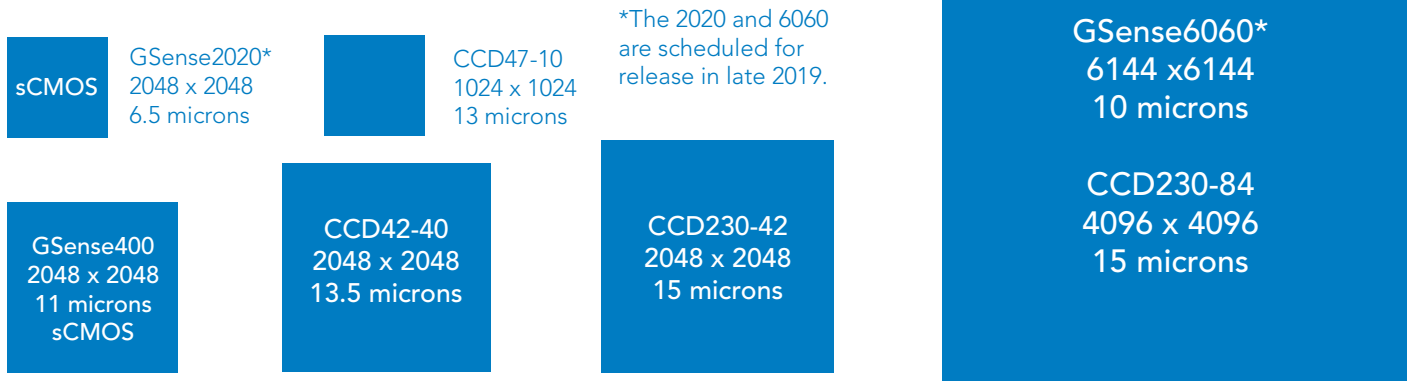 sCMOS
GSense2020*
2048 x 2048
6.5 microns
CCD47-10
1024 x 1024
13 microns
*The 2020 and 6060
are scheduled for
release in late 2019.
GSense6060*
6144 x6144
10 microns
CCD230-84
4096 x 4096
15 microns
GSense400
2048 x 2048
11 microns
sCMOS
CCD42-40
2048 x 2048
13.5 microns
CCD230-42
2048 x 2048
15 microns